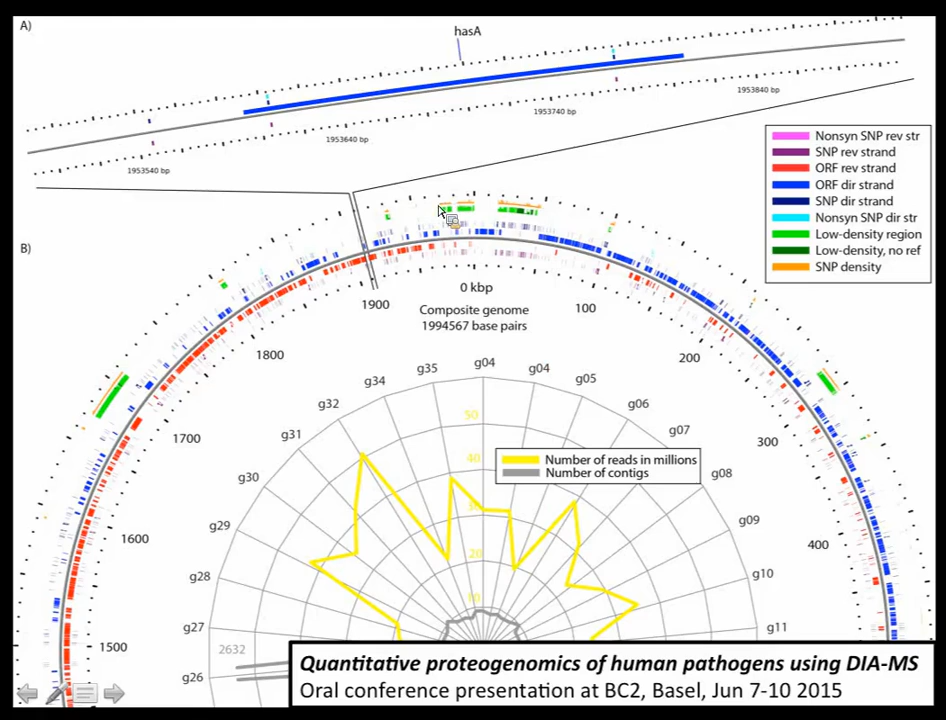 A)
hasA
1953540 bp
1953640 bp
1953740 bp
1953840 bp
Nonsyn SNP rev str
SNP rev strand
ORF rev strand
ORF dir strand
SNP dir strand
Nonsyn SNP dir str
Low-density region
Low-density, no ref
SNP density
B)
0 kbp
Composite genome
1994567 base pairs
100
200
300
400
1500
1600
1700
1800
1900
g26
g27
g28
g29
g30
g31
g32
g34
g35
g04
g04
g05
g06
g07
g08
g09
g10
g11
50
40
30
20
10
Number of reads in millions
Number of contigs
2632
Quantitative proteogenomics of human pathogens using DIA-MS
Oral conference presentation at BC2, Basel, Jun 7-10 2015